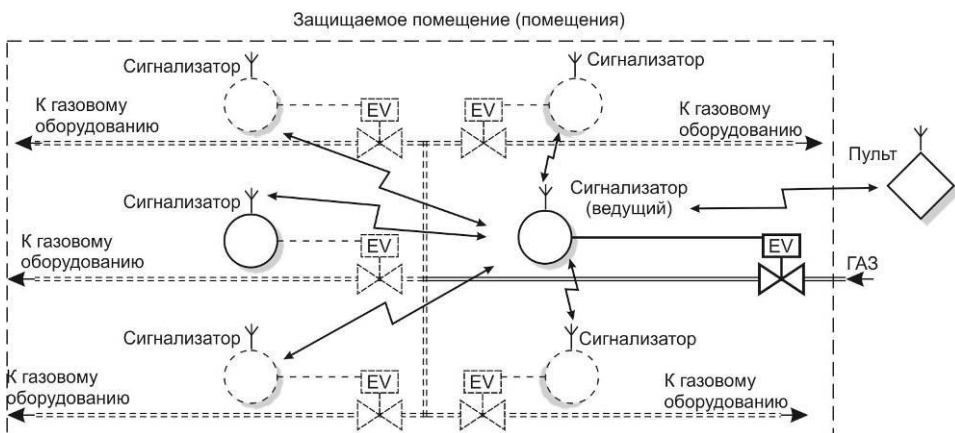 Защищаемое помещение (помещения)
Сигнализатор
Сигнализатор
К газовому
оборудованию
EV
EV
К газовому
оборудованию
Пульт
Сигнализатор
Сигнализатор
(ведущий)
К газовому
оборудованию
EV
EV
ГАЗ
Сигнализатор
Сигнализатор
К газовому
оборудованию
EV
EV
К газовому
оборудованию